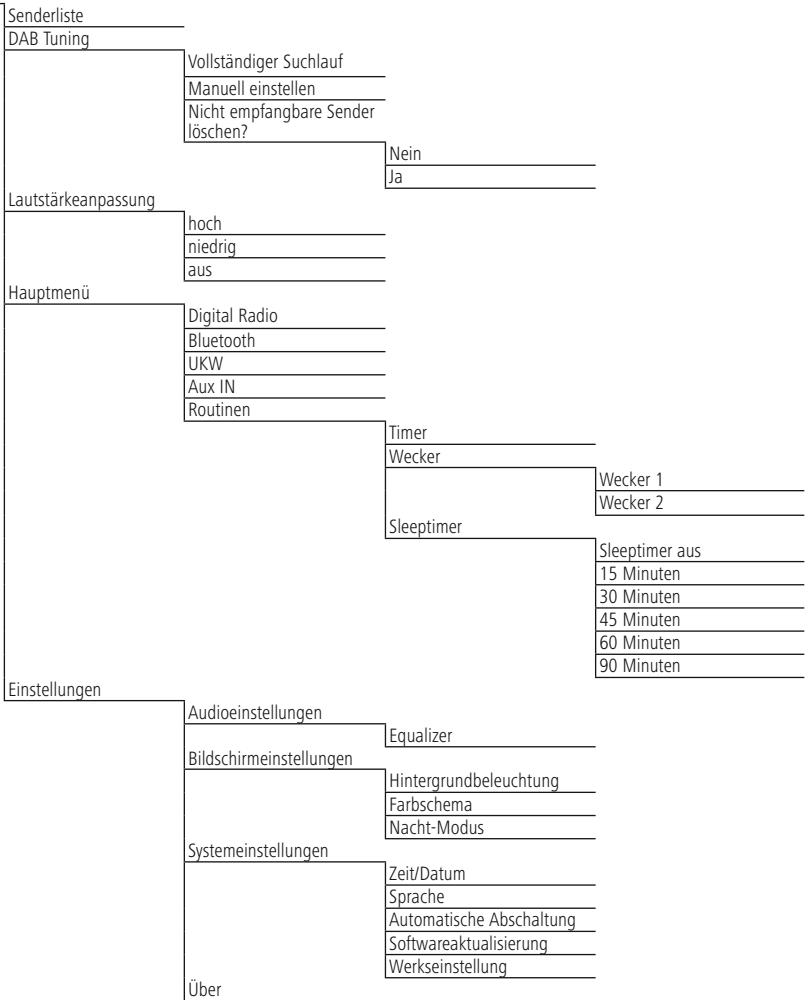 Senderliste
DAB Tuning
Vollständiger Suchlauf
Manuell einstellen
Nicht empfangbare Sender
löschen?
Nein
Ja
Lautstärkeanpassung
hoch
niedrig
aus
Hauptmenü
Digital Radio
Bluetooth
UKW
Aux IN
Routinen
Timer
Wecker
Wecker 1
Wecker 2
Sleeptimer
Sleeptimer aus
15 Minuten
30 Minuten
45 Minuten
60 Minuten
90 Minuten
Einstellungen
Audioeinstellungen
Equalizer
Bildschirmeinstellungen
Hintergrundbeleuchtung
Farbschema
Nacht-Modus
Systemeinstellungen
Zeit/Datum
Sprache
Automatische Abschaltung
Softwareaktualisierung
Werkseinstellung
Über